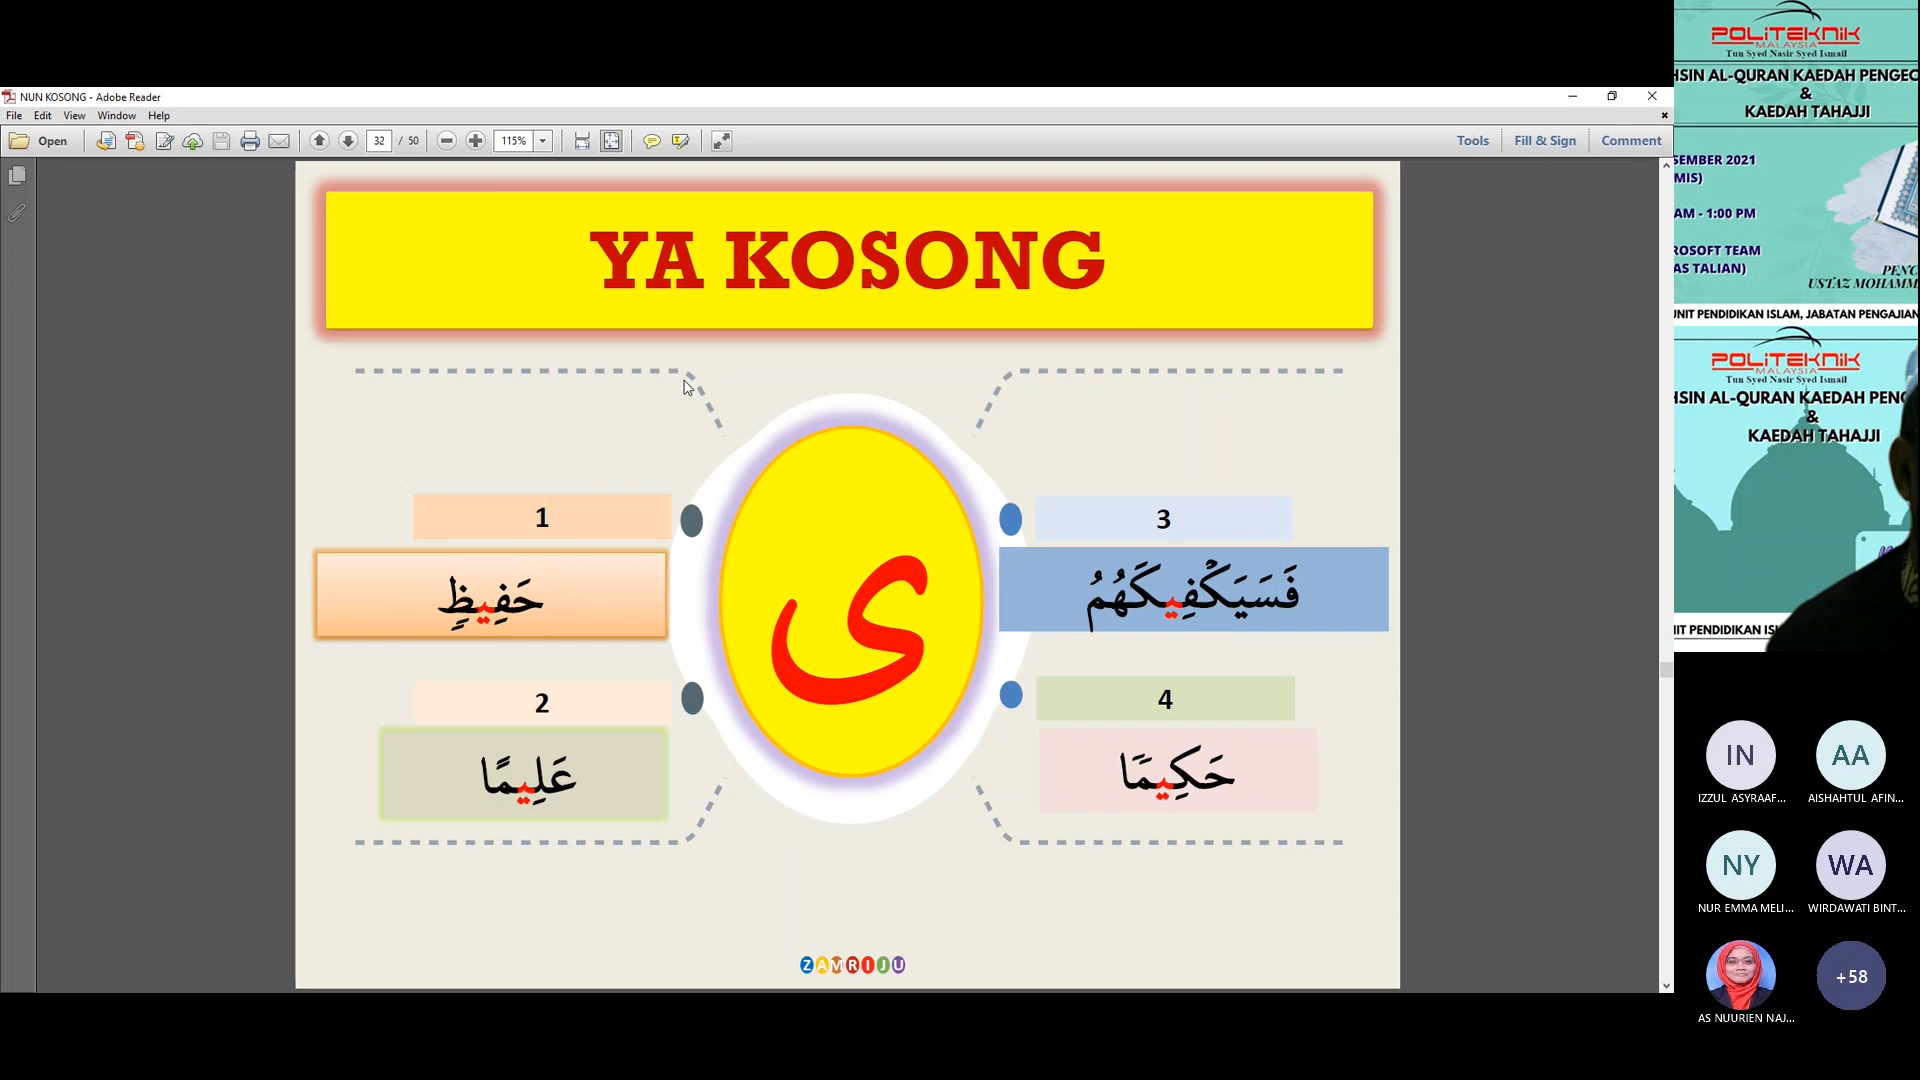 NUN KOSONG - Adobe Reader
File Edit View Window Help
Open 32 / 50 115% Tools Fill & Sign Comment
YA KOSONG
1
حَفِيظٍ
2
عَلِيمًا
ى
3
فَسَيَكْفِيكَهُمُ
4
حَكِيمًا
ZAMRIJU
POLITEKNIK
MALAYSIA
Tun Syed Nasir Syed Ismail
HSIN AL-QURAN KAEDAH PENGEC
&
KAEDAH TAHAJJI
SEMBER 2021
MIS)
AM - 1:00 PM
ROSOFT TEAM
AS TALIAN)
PENC
USTAZ MOHAMM
UNIT PENDIDIKAN ISLAM, JABATAN PENGAJIAN
POLITEKNIK
MALAYSIA
Tun Syed Nasir Syed Ismail
HSIN AL-QURAN KAEDAH PENG
&
KAEDAH TAHAJJI
IT PENDIDIKAN IS
IN
IZZUL ASYRAAF...
AA
AISHAHTUL AFIN...
NY
NUR EMMA MELI...
WA
WIRDAWATI BINT...
AS NUURIEN NAJ...
+58